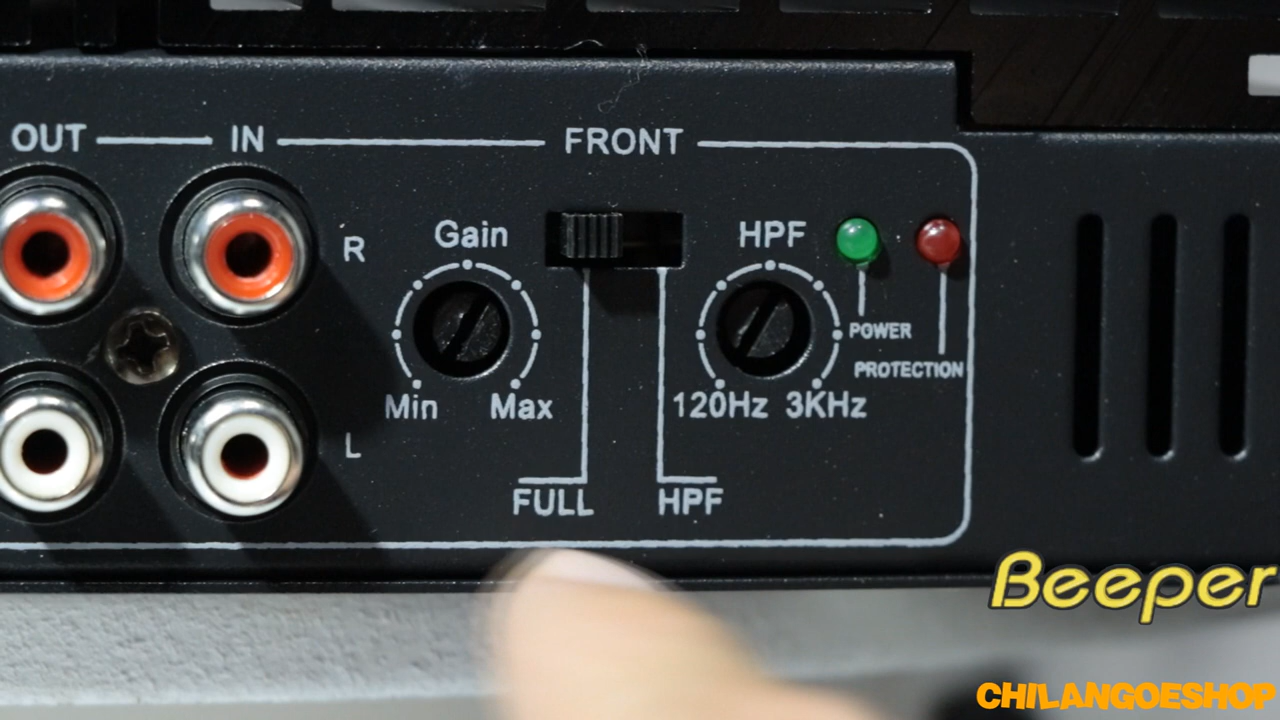 OUT IN FRONT
Gain HPF
R
POWER
PROTECTION
Min Max 120Hz 3KHz
L
FULL HPF
Beeper
CHILANGOESHOP